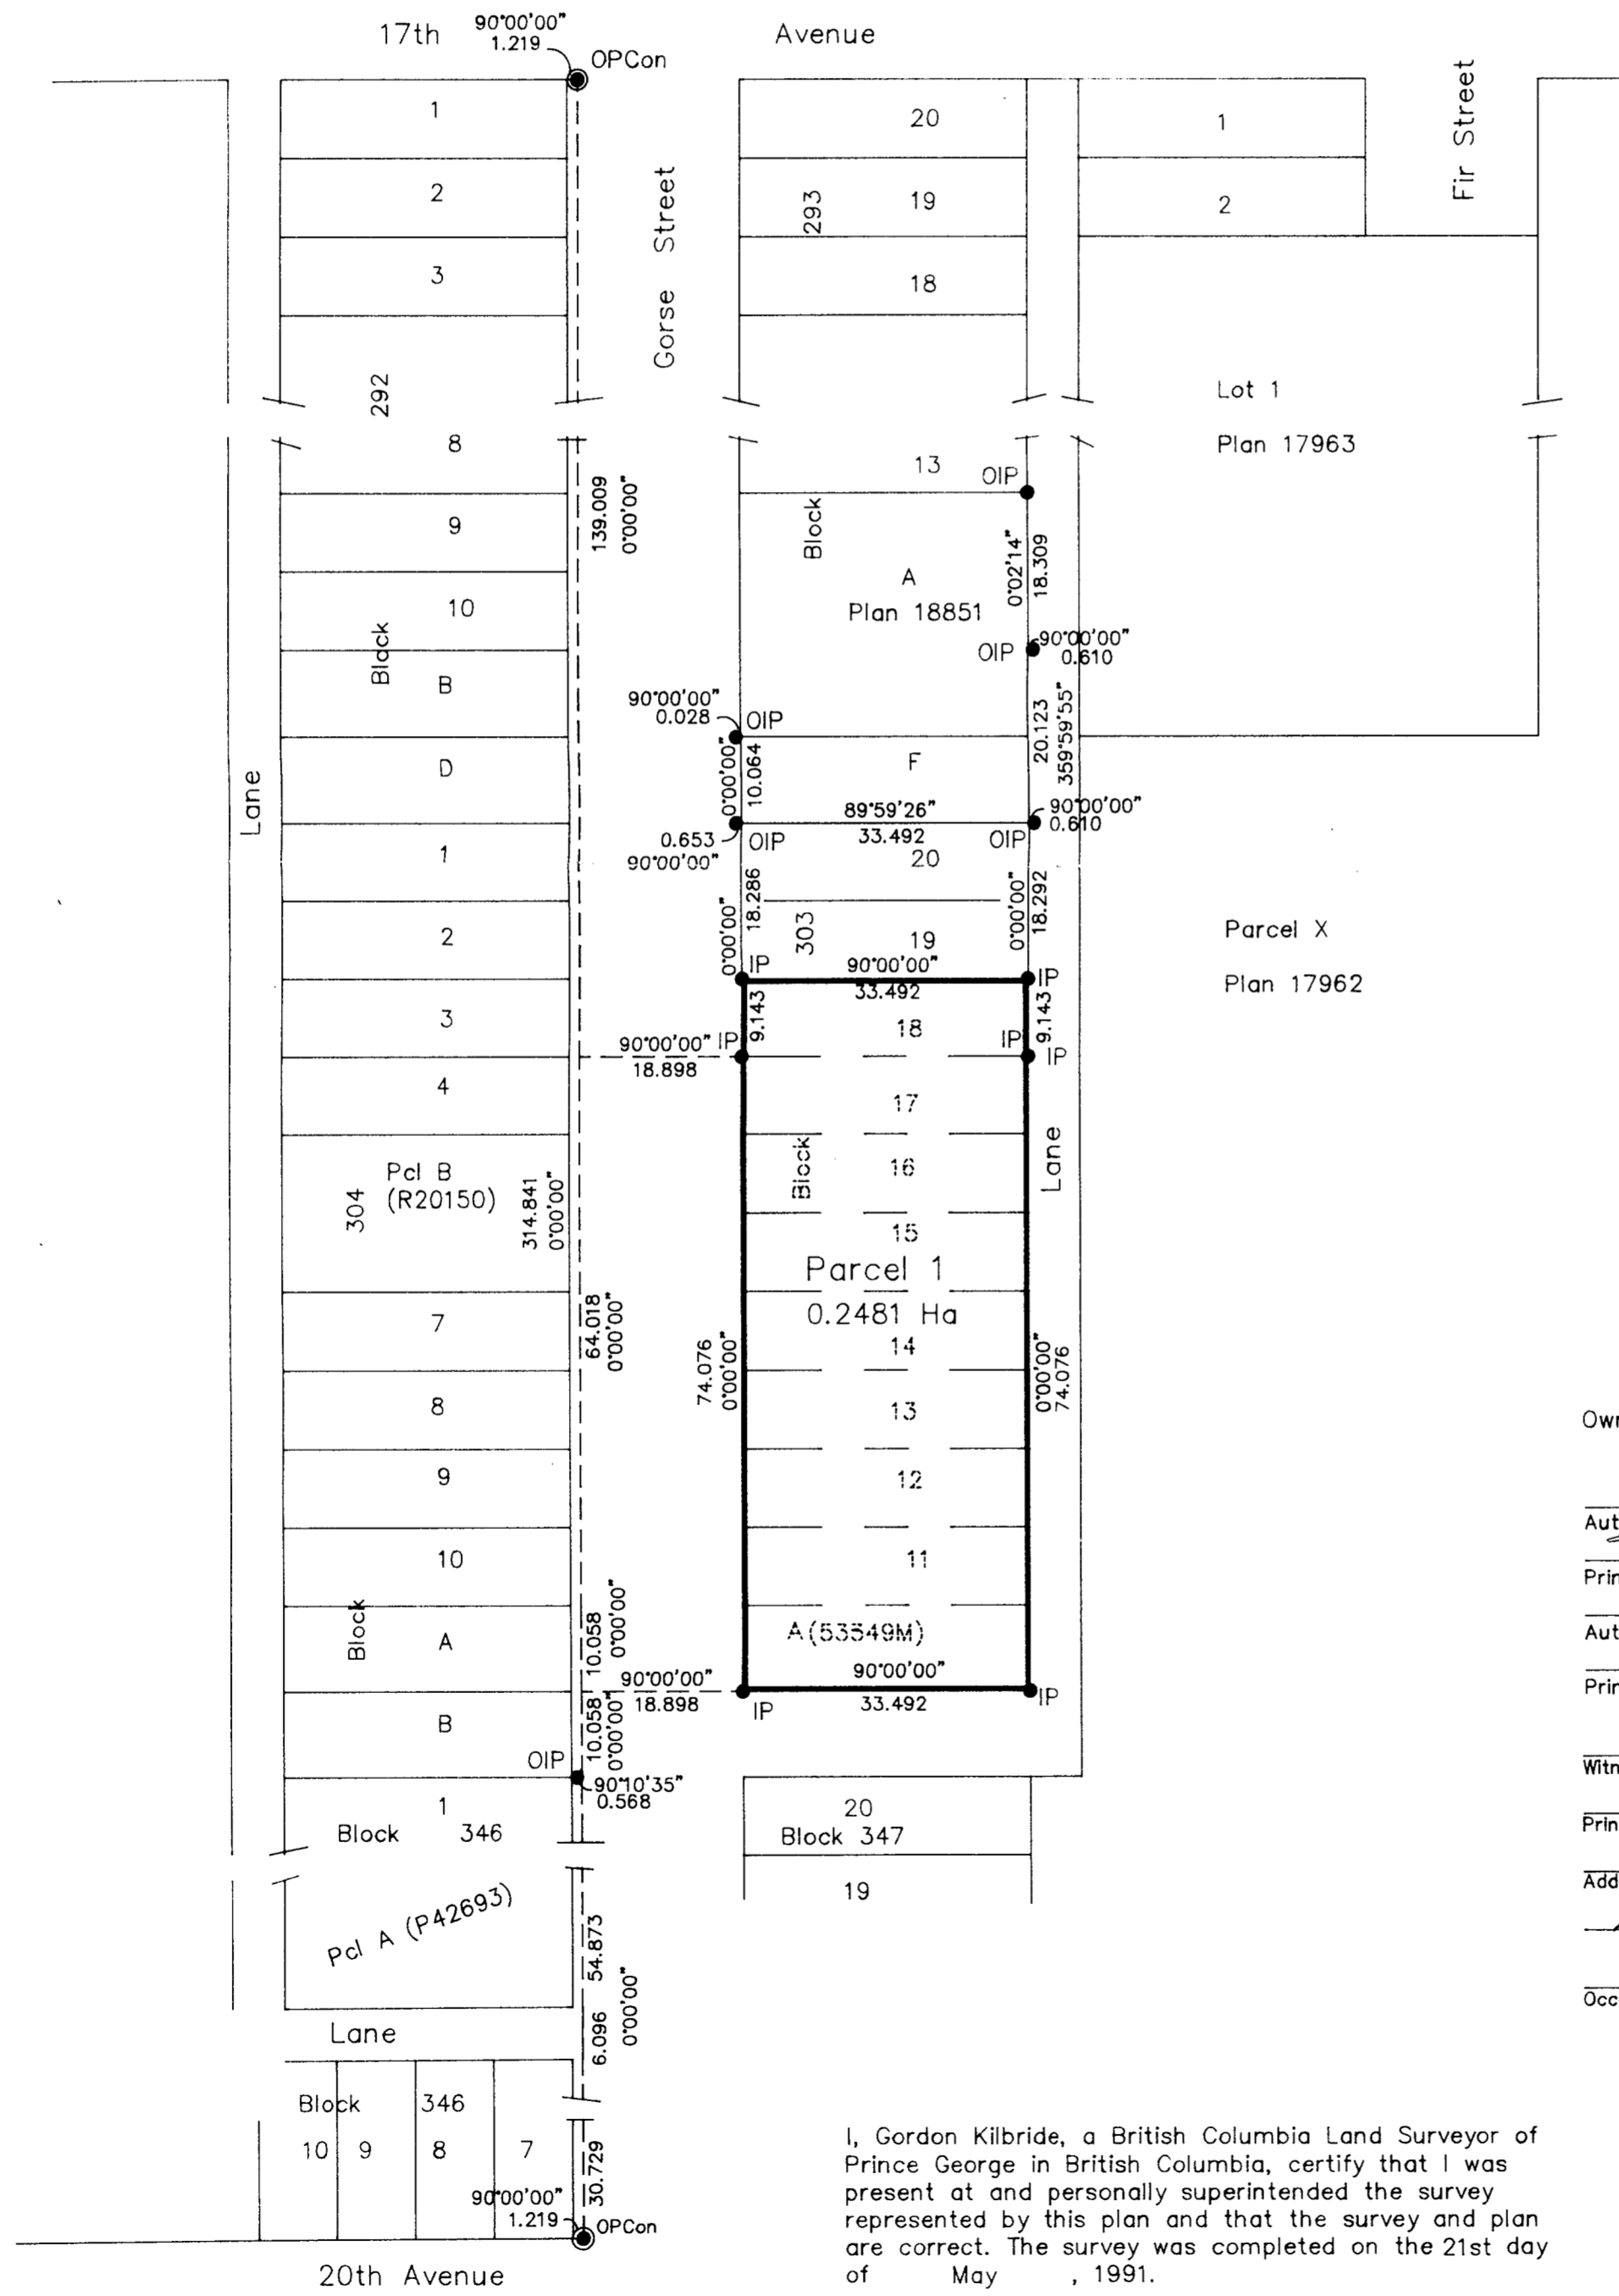 17th
90°00'00"
1.219
OPCon
Avenue
Fir Street
Gorse Street
1
2
3
292
8
9
10
Block
B
D
Lane
1
2
3
4
Pcl B
(R20150)
304
7
8
9
10
Block
A
B
OIP
1
Block 346
Pcl A (P42693)
Lane
Block 346
10 9 8 7
90°00'00"
1.219
OPCon
20th Avenue
139.009
0°00'00"
314.841
0°00'00"
64.018
0°00'00"
10.058
0°00'00"
10.058
0°00'00"
90°10'35"
0.568
54.873
6.096
0°00'00"
30.729
20
293
19
18
13
OIP
Block
A
Plan 18851
0°02'14"
18.309
OIP
90°00'00"
0.610
20.123
359°59'55"
90°00'00"
0.028
OIP
0°00'00"
10.064
F
89°59'26"
33.492
90°00'00"
0.610
OIP
0.653
90°00'00"
OIP
20
0°00'00"
18.286
303
19
0°00'00"
18.292
IP
90°00'00"
33.492
IP
9.143
18
9.143
90°00'00"
18.898
IP
IP
IP
17
Block
16
Lane
15
Parcel 1
0.2481 Ha
14
74.076
0°00'00"
0°00'00"
74.076
13
12
11
A(53549M)
90°00'00"
33.492
90°00'00"
18.898
IP
IP
20
Block 347
19
1
2
Lot 1
Plan 17963
Parcel X
Plan 17962
Own
Aut
Prin
Aut
Prin
Witn
Prin
Add
Occ
I, Gordon Kilbride, a British Columbia Land Surveyor of
Prince George in British Columbia, certify that I was
present at and personally superintended the survey
represented by this plan and that the survey and plan
are correct. The survey was completed on the 21st day
of May , 1991.